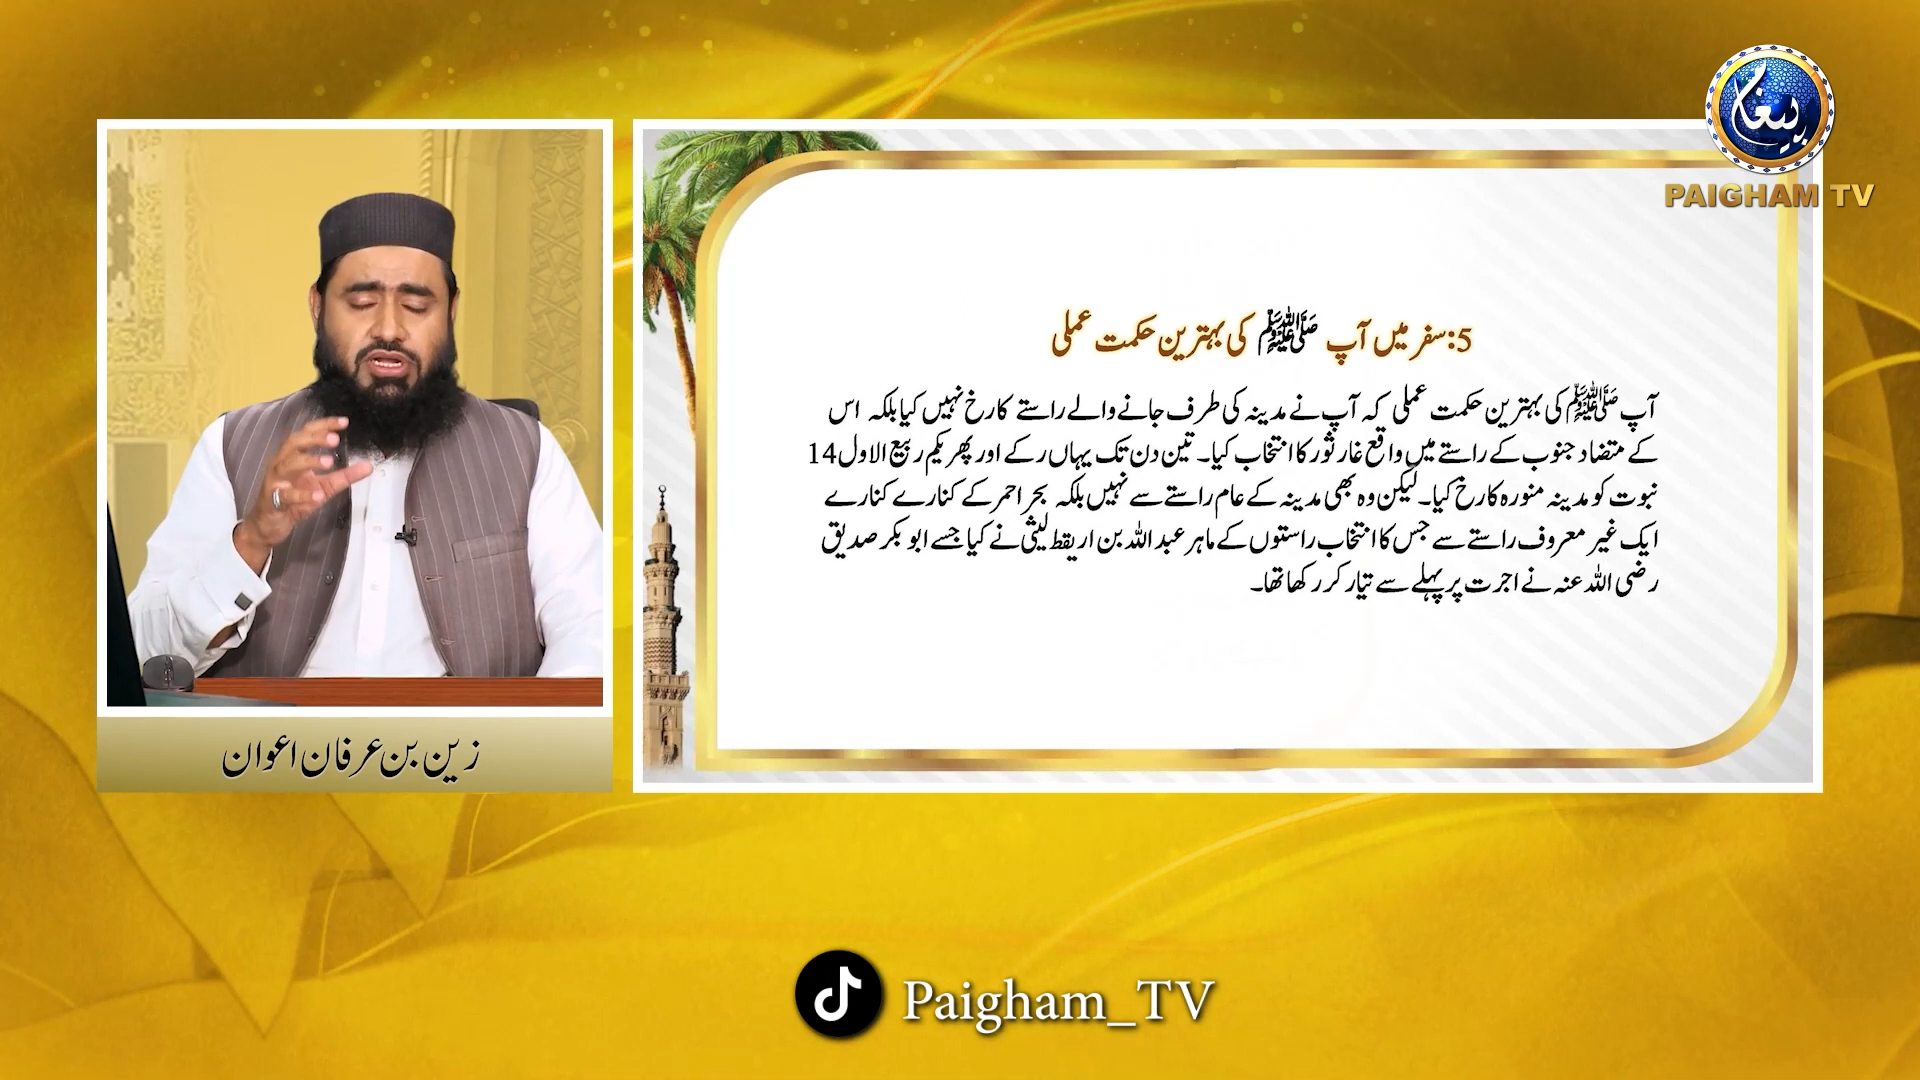 پیغام
PAIGHAM TV
5:سفر میں آپ ﷺ کی بہترین حکمت عملی
آپ ﷺ کی بہترین حکمت عملی کہ آپ نے مدینہ کی طرف جانے والے راستے کا رخ نہیں کیا بلکہ اس
کے متضاد جنوب کے راستے میں واقع غار ثور کا انتخاب کیا۔ تین دن تک یہاں رکے اور پھر یکم ربیع الاول 14
نبوت کو مدینہ منورہ کا رخ کیا۔ لیکن وہ بھی مدینہ کے عام راستے سے نہیں بلکہ بحر احمر کے کنارے کنارے
ایک غیر معروف راستے سے جس کا انتخاب راستوں کے ماہر عبد اللہ بن اریقط لیثی نے کیا جسے ابو بکر صدیق
رضی اللہ عنہ نے اجرت پر پہلے سے تیار کر رکھا تھا۔
زین بن عرفان اعوان
Paigham_TV